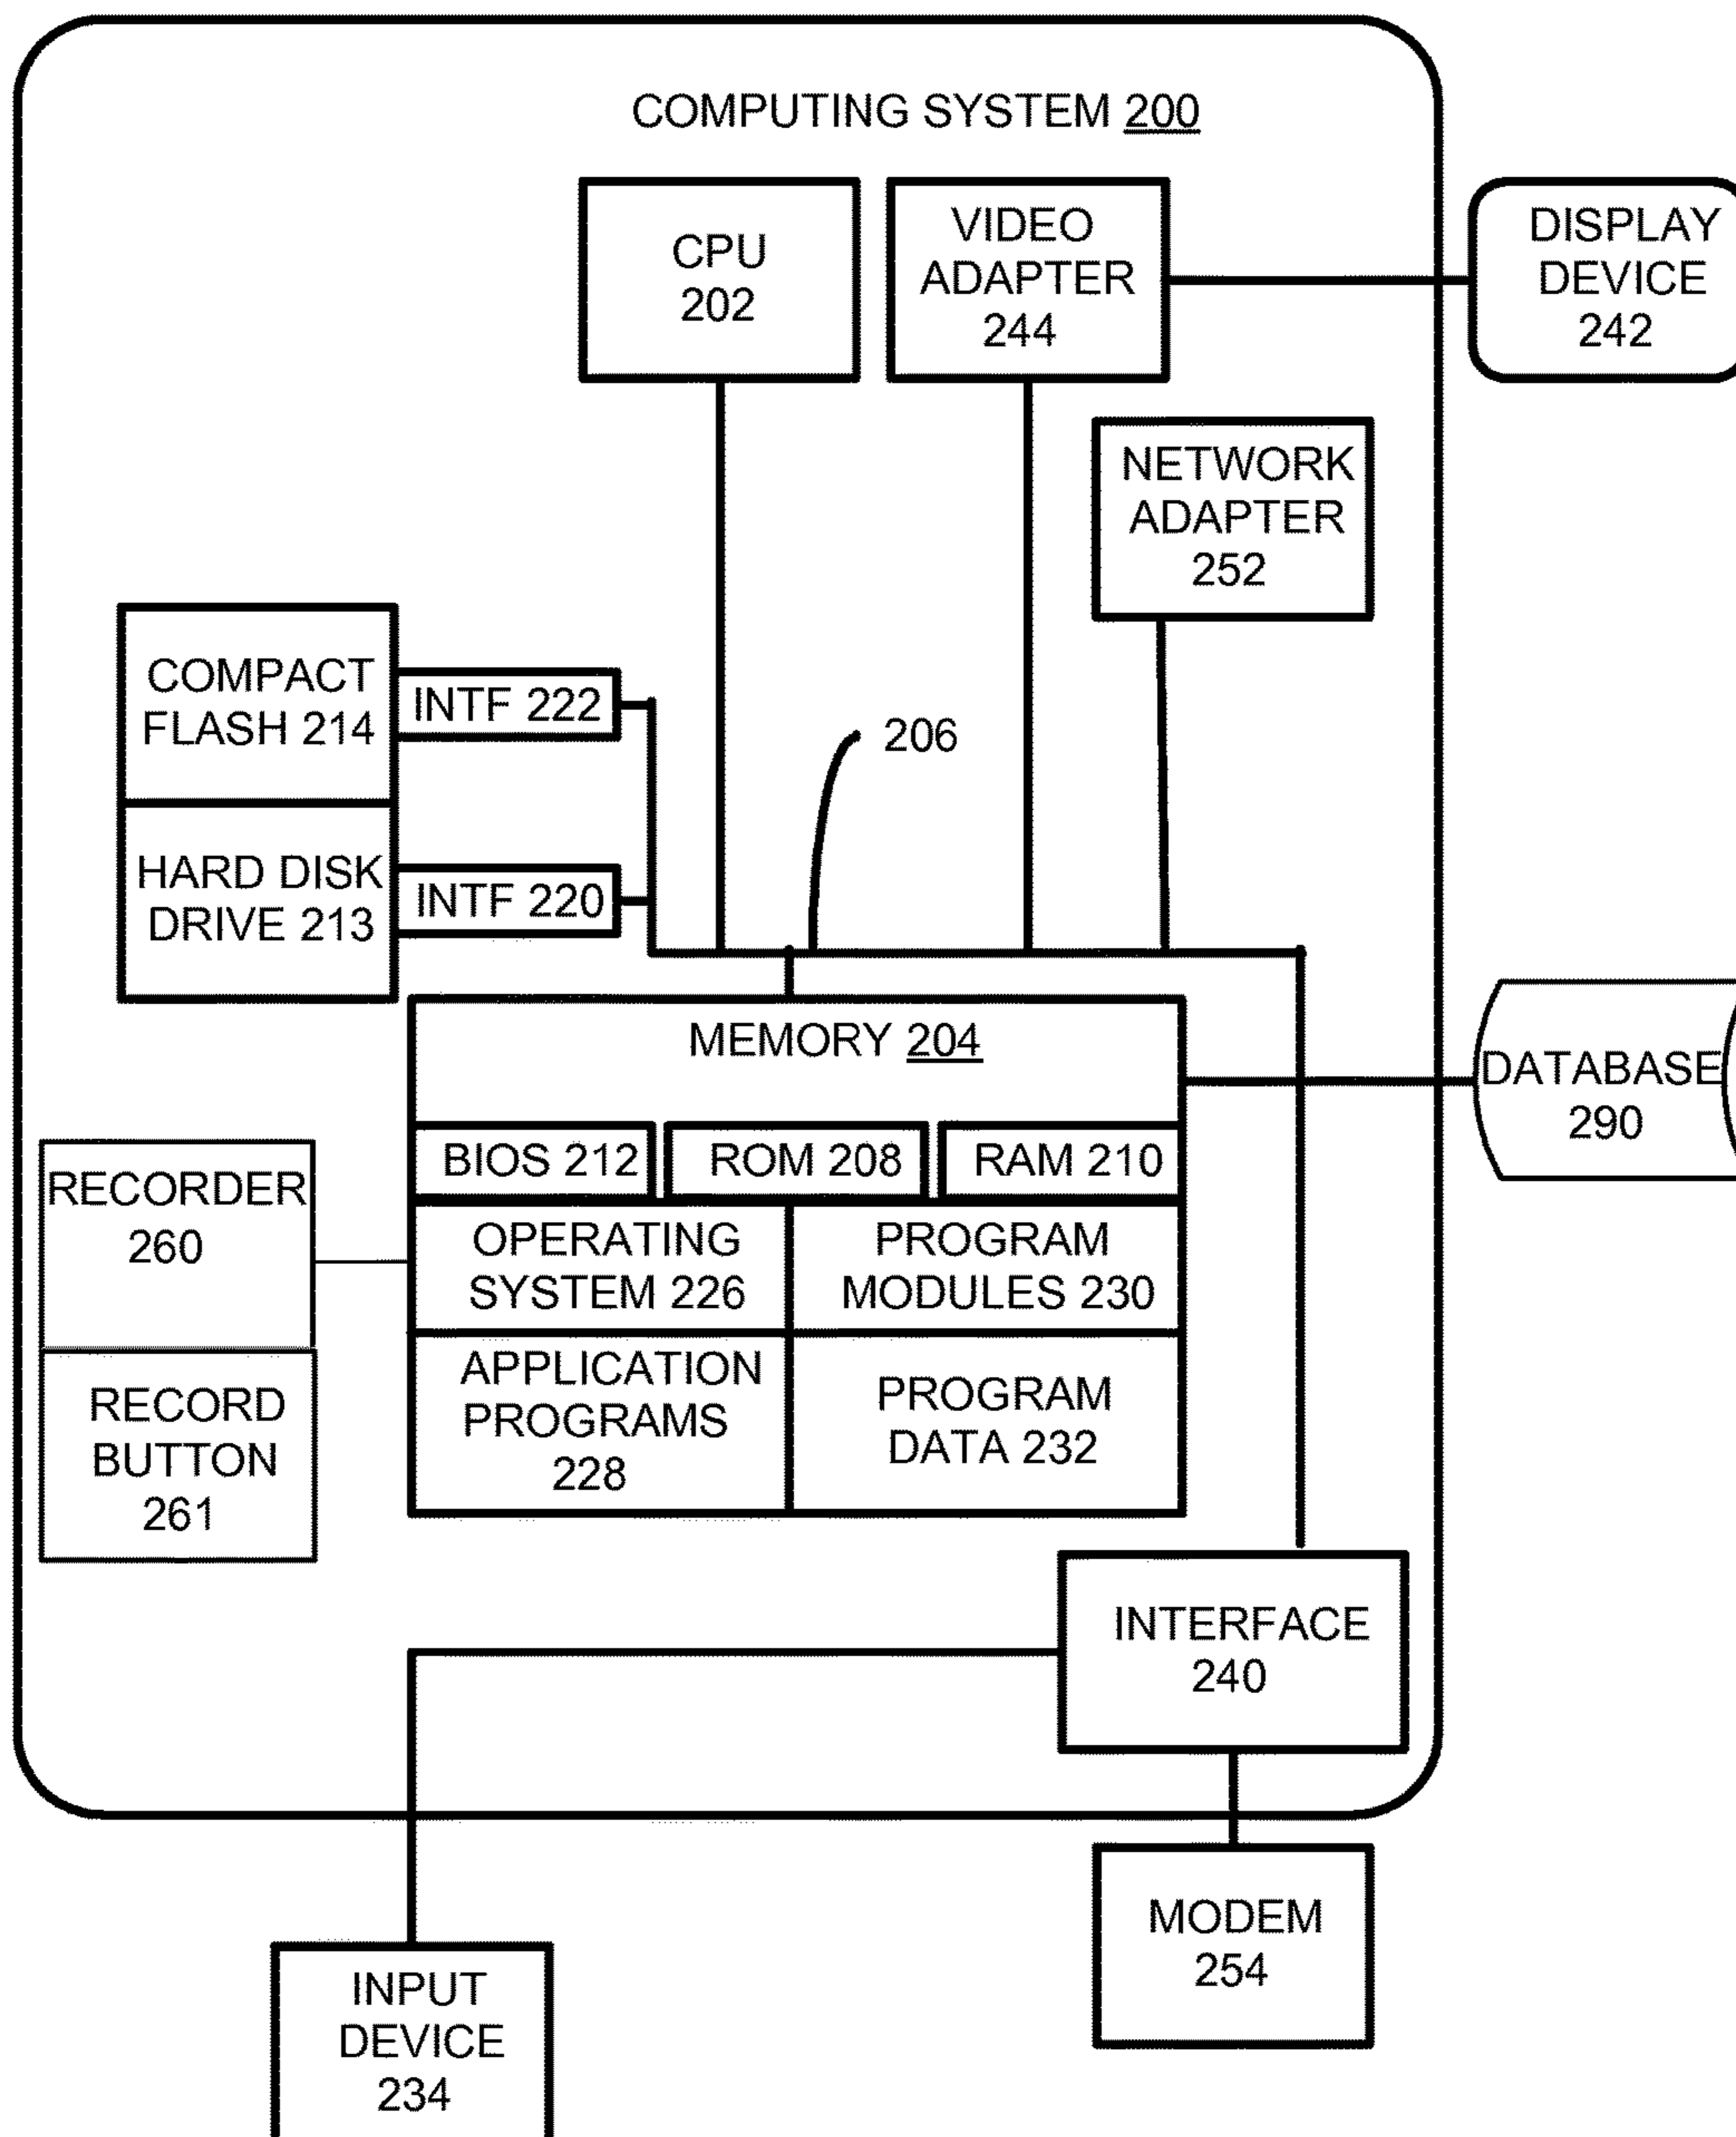 COMPUTING SYSTEM 200
CPU
202
VIDEO
ADAPTER
244
DISPLAY
DEVICE
242
NETWORK
ADAPTER
252
COMPACT
FLASH 214
INTF 222
206
HARD DISK
DRIVE 213
INTF 220
MEMORY 204
DATABASE
290
BIOS 212
ROM 208
RAM 210
RECORDER
260
OPERATING
SYSTEM 226
PROGRAM
MODULES 230
RECORD
BUTTON
261
APPLICATION
PROGRAMS
228
PROGRAM
DATA 232
INTERFACE
240
MODEM
254
INPUT
DEVICE
234